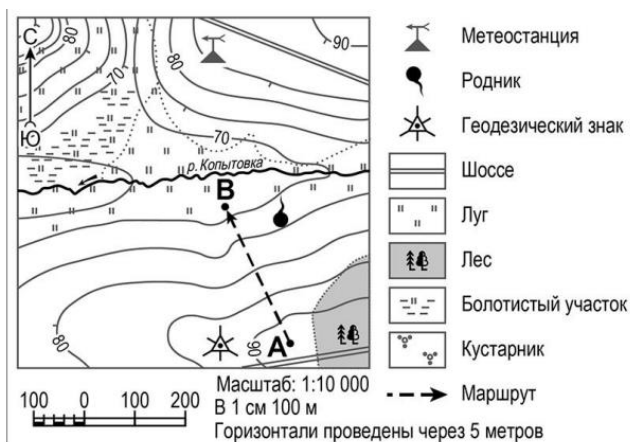 С
80
80
90
Ю
70
70
р. Копытовка
В
80
90
А
Метеостанция
Родник
Геодезический знак
Шоссе
Луг
Лес
Болотистый участок
Кустарник
Маршрут
100 0 100 200
Масштаб: 1:10 000
В 1 см 100 м
Горизонтали проведены через 5 метров